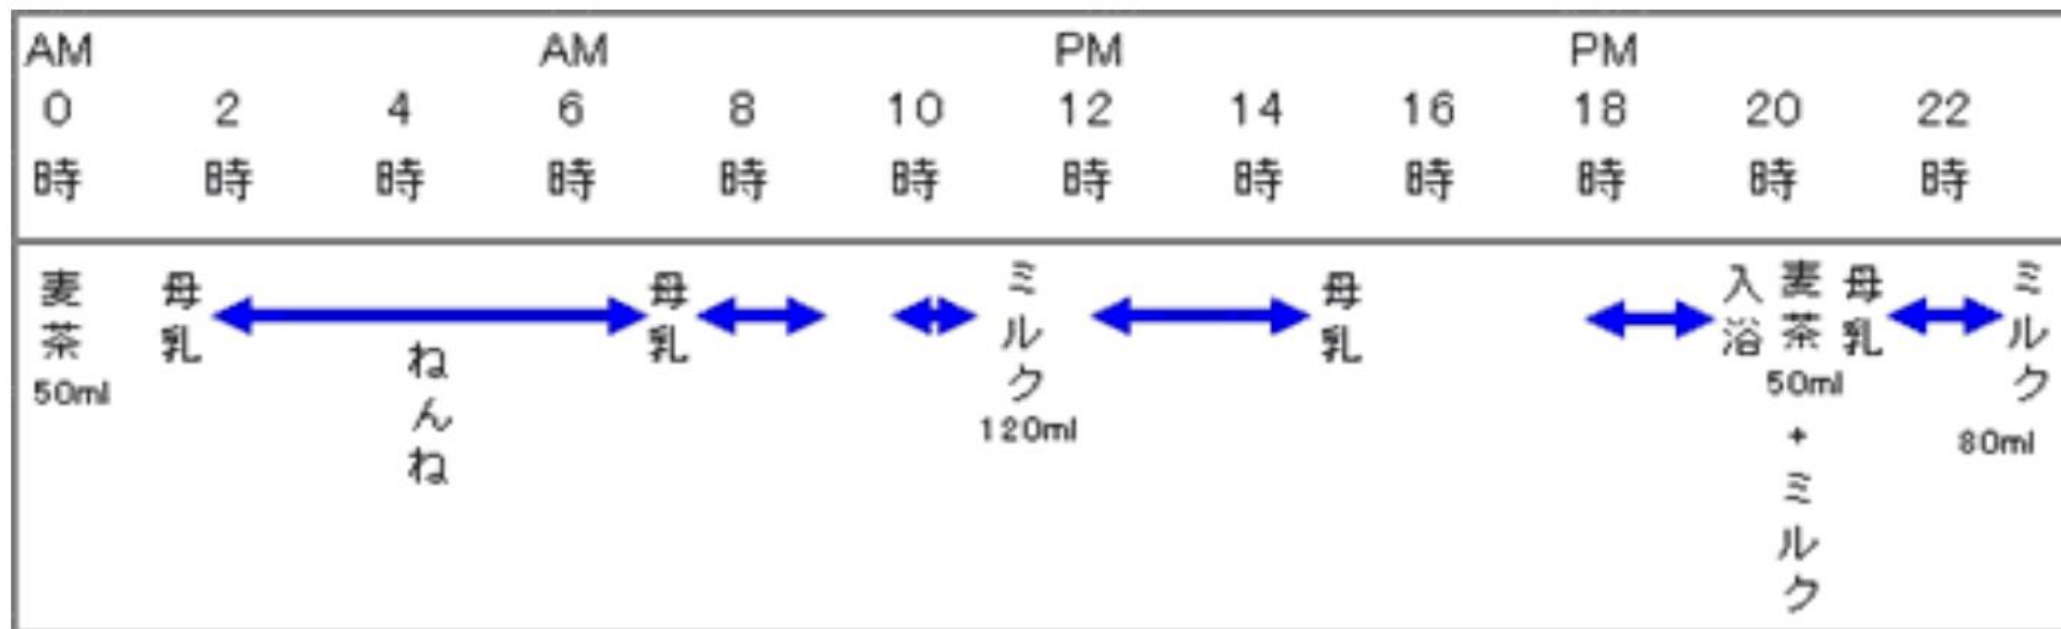 AM AM PM PM
0 2 4 6 8 10 12 14 16 18 20 22
時 時 時 時 時 時 時 時 時 時 時 時
麦茶
50ml
母乳
ねんね
母乳
ミルク
120ml
母乳
入浴
麦茶
50ml
+
ミルク
母乳
ミルク
80ml